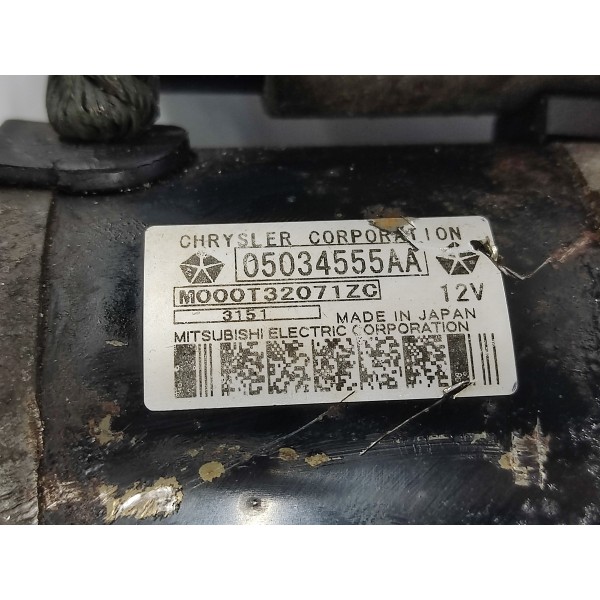 CHRYSLER CORPORATION
05034555AA
M000T32071ZC 12V
3151 MADE IN JAPAN
MITSUBISHI ELECTRIC CORPORATION